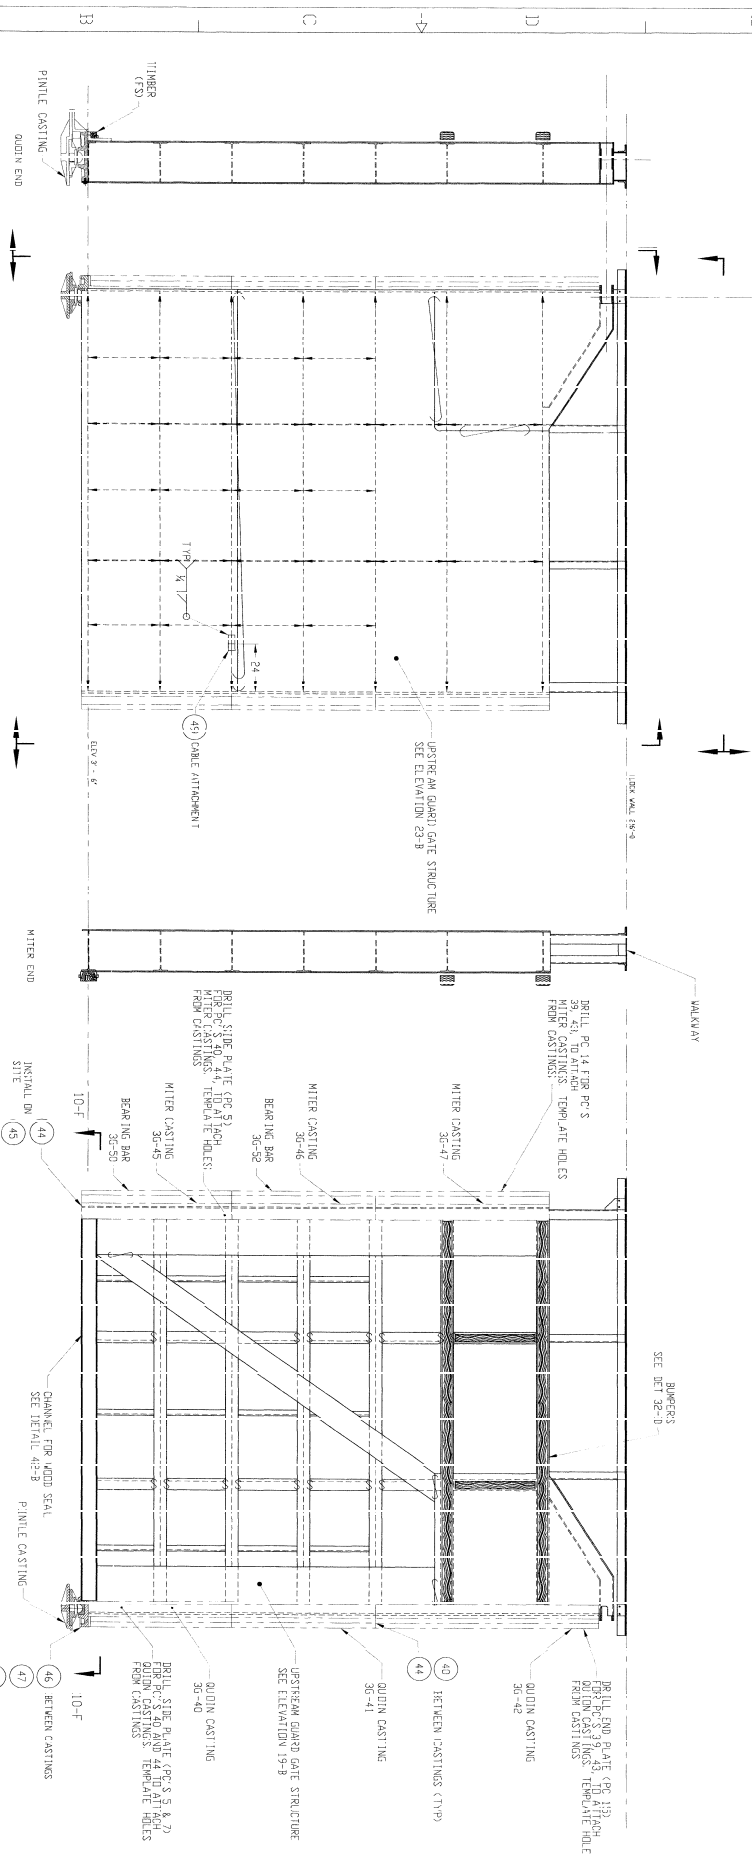 B
C
D
TIMBER
(FS)
PINTLE CASTING
QUOIN END
TYP
1/4
24
49 CABLE ATTACHMENT
UPSTREAM GUARD GATE STRUCTURE
SEE ELEVATION 23-B
ELEV 3'-6"
MITER END
WALKWAY
DRILL PC 14 FOR PC'S
39, 43, TO ATTACH
MITER CASTINGS. TEMPLATE HOLES
FROM CASTINGS.
MITER CASTING
3G-47
MITER CASTING
3G-46
BEARING BAR
3G-52
DRILL SIDE PLATE (PC 5)
FOR PC'S 40, 44, TO ATTACH
MITER CASTINGS. TEMPLATE HOLES
FROM CASTINGS.
MITER CASTING
3G-45
BEARING BAR
3G-50
10-F
INSTALL ON
SITE
44
45
BUMPERS
SEE DET 32-D
CHANNEL FOR WOOD SEAL
SEE DETAIL 42-B
PINTLE CASTING
DRILL END PLATE (PC 15)
FOR PC'S 39, 43, TO ATTACH
QUOIN CASTINGS. TEMPLATE HOLE
FROM CASTINGS
QUOIN CASTING
3G-42
40
44
BETWEEN CASTINGS (TYP)
QUOIN CASTING
3G-41
UPSTREAM GUARD GATE STRUCTURE
SEE ELEVATION 19-B
QUOIN CASTING
3G-40
DRILL SIDE PLATE (PC'S 5 & 7)
FOR PC'S 40 AND 44 TO ATTACH
QUOIN CASTINGS. TEMPLATE HOLES
FROM CASTINGS
10-F
46 BETWEEN CASTINGS
47